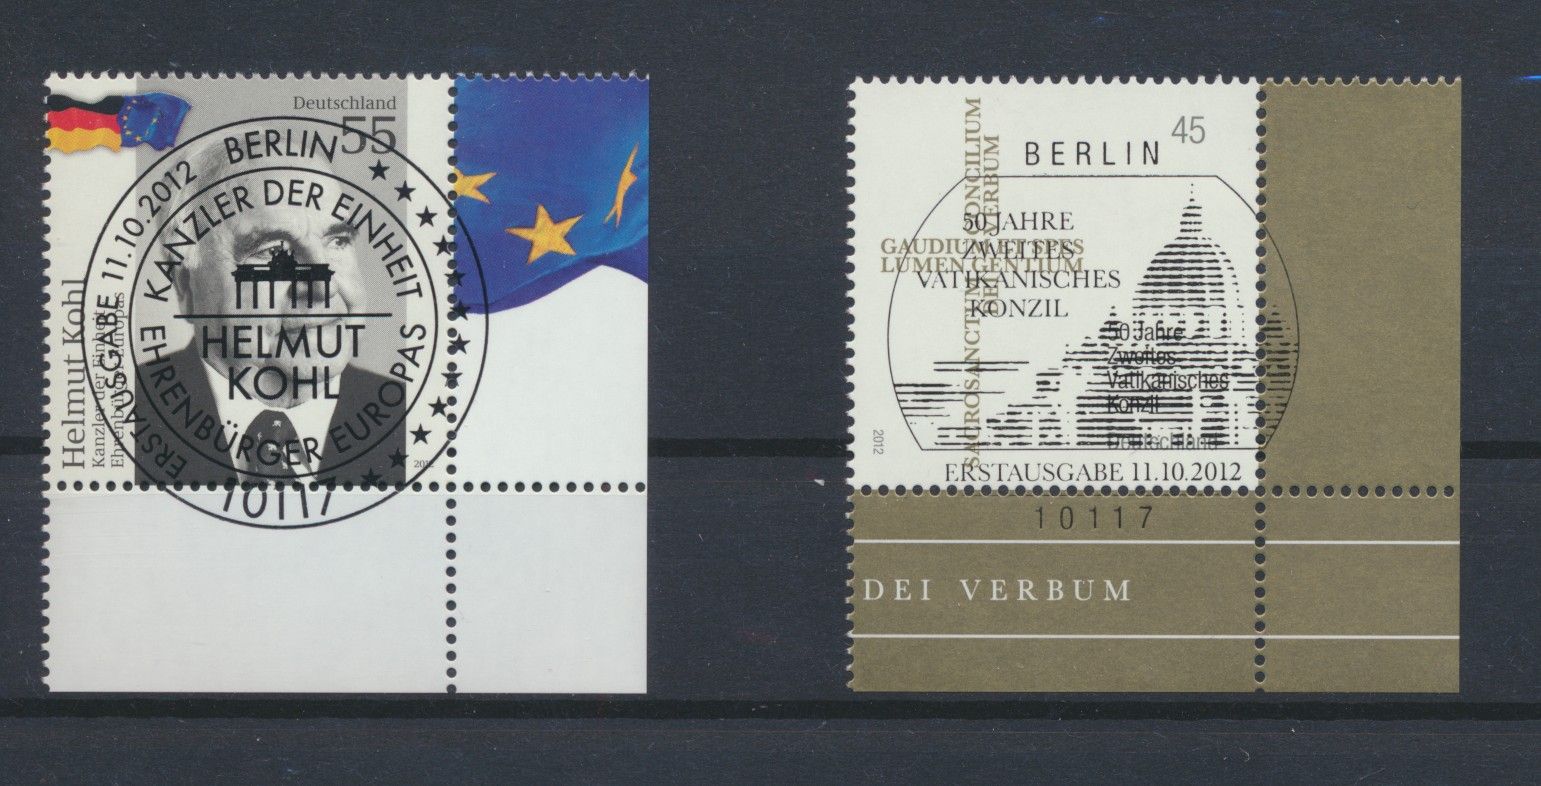 Deutschland
55
Helmut Kohl
Kanzler der Einheit
Ehrenbürger Europas
2012
ERSTAUSGABE 11.10.2012 BERLIN
KANZLER DER EINHEIT
EHRENBÜRGER EUROPAS
HELMUT
KOHL
10117
45
BERLIN
SACROSANCTUM CONCILIUM
DEI VERBUM
GAUDIUM ET SPES
LUMEN GENTIUM
50 JAHRE
ZWEITES
VATIKANISCHES
KONZIL
50 Jahre
Zweites
Vatikanisches
Konzil
Deutschland
2012
ERSTAUSGABE 11.10.2012
10117
DEI VERBUM